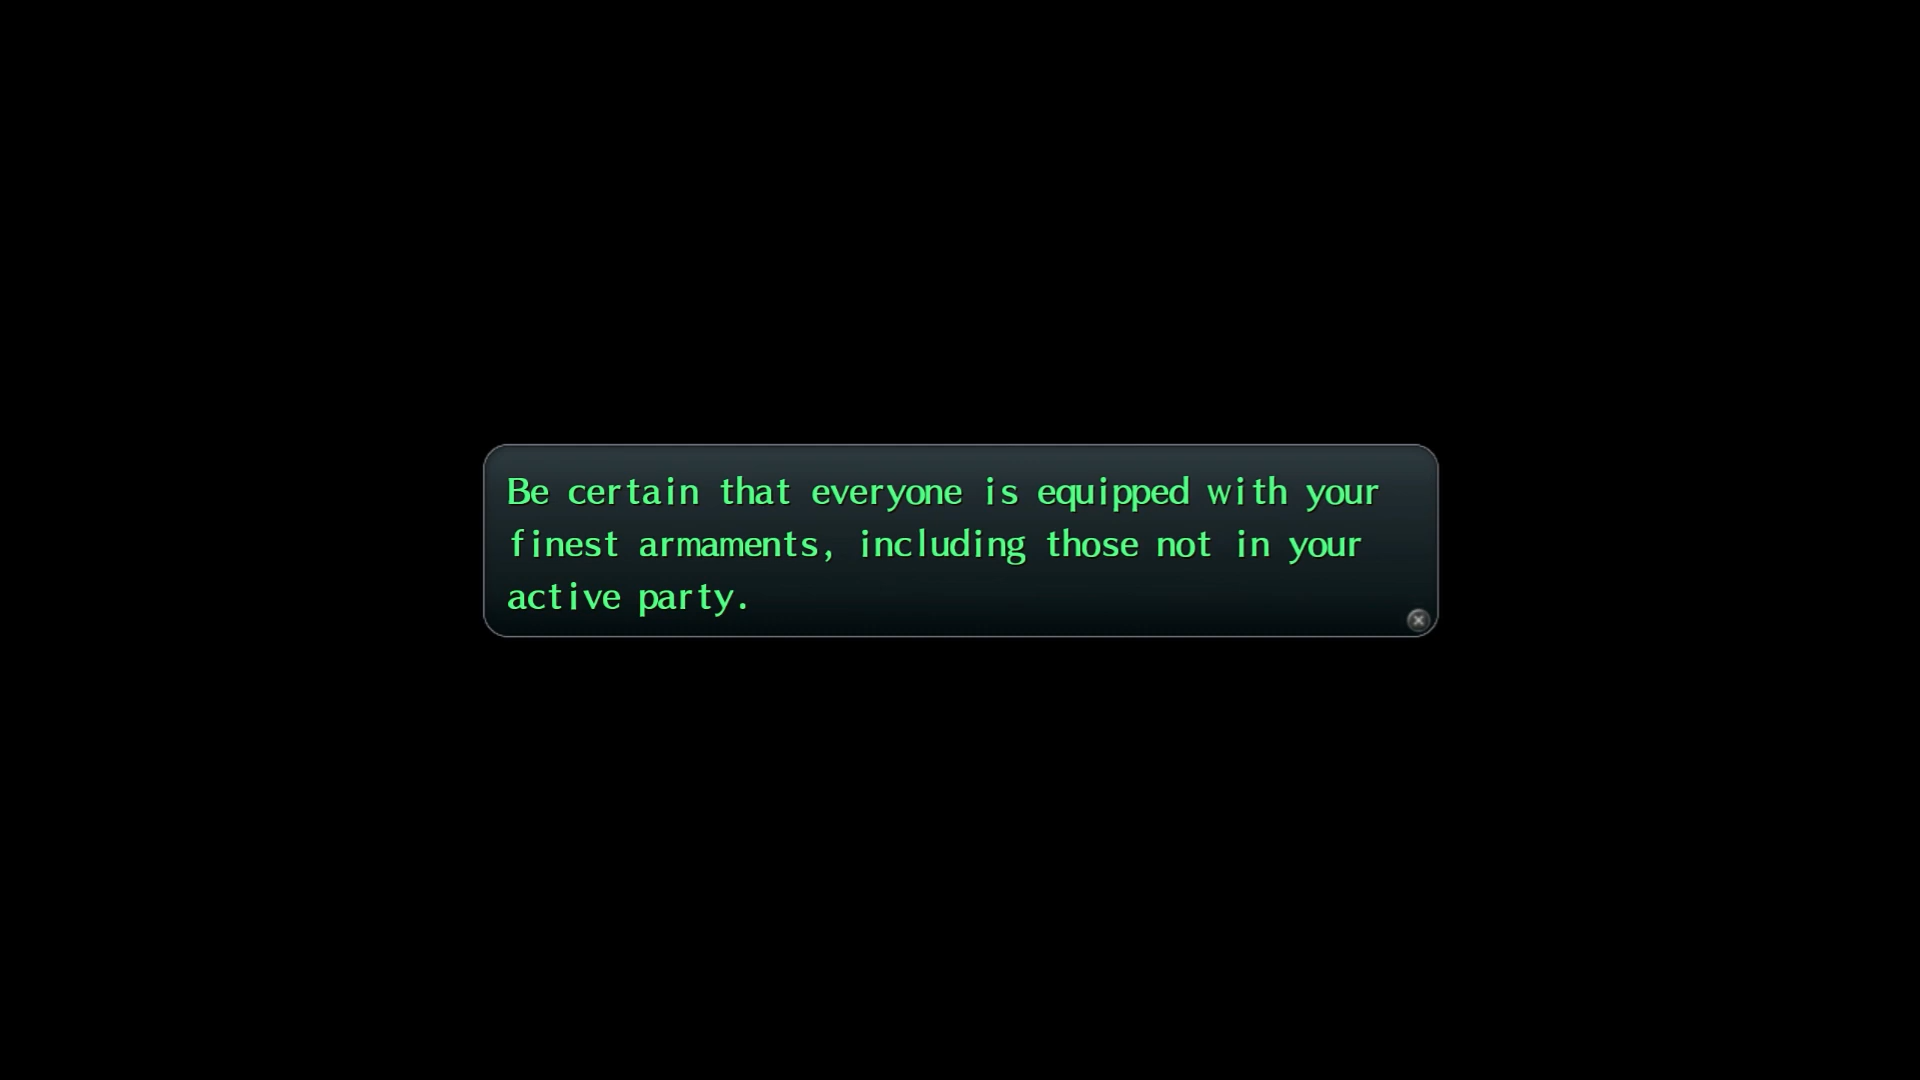 Be certain that everyone is equipped with your
finest armaments, including those not in your
active party.